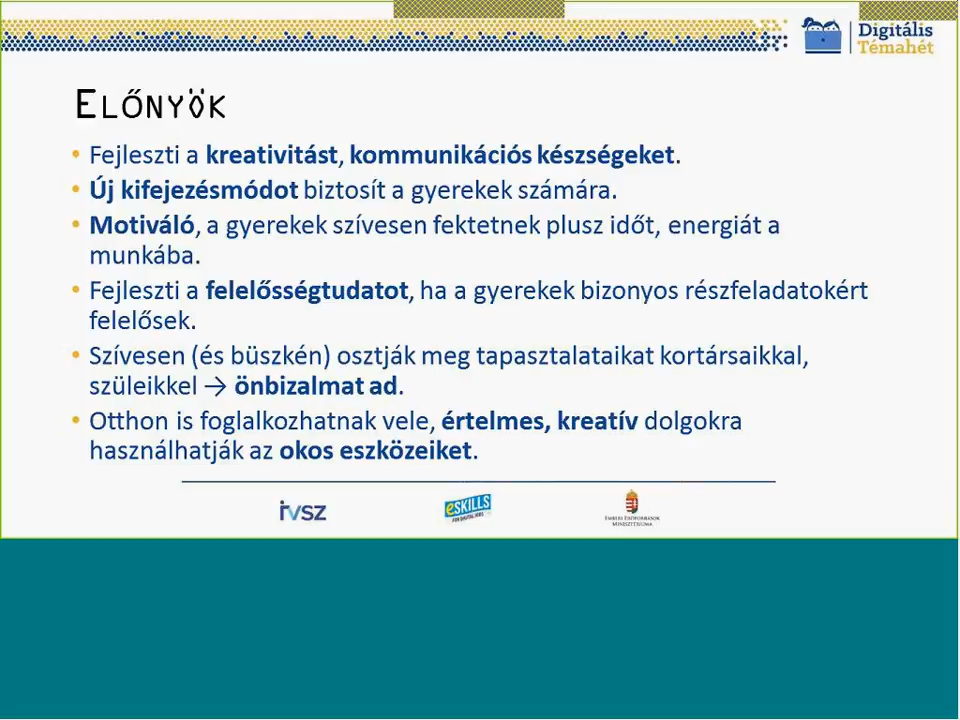 Digitális
Témahét
Előnyök
• Fejleszti a kreativitást, kommunikációs készségeket.
• Új kifejezésmódot biztosít a gyerekek számára.
• Motiváló, a gyerekek szívesen fektetnek plusz időt, energiát a
munkába.
• Fejleszti a felelősségtudatot, ha a gyerekek bizonyos részfeladatokért
felelősek.
• Szívesen (és büszkén) osztják meg tapasztalataikat kortársaikkal,
szüleikkel → önbizalmat ad.
• Otthon is foglalkozhatnak vele, értelmes, kreatív dolgokra
használhatják az okos eszközeiket.
ivsz
eSKILLS
FOR DIGITAL JOBS
Emberi Erőforrások
Minisztériuma